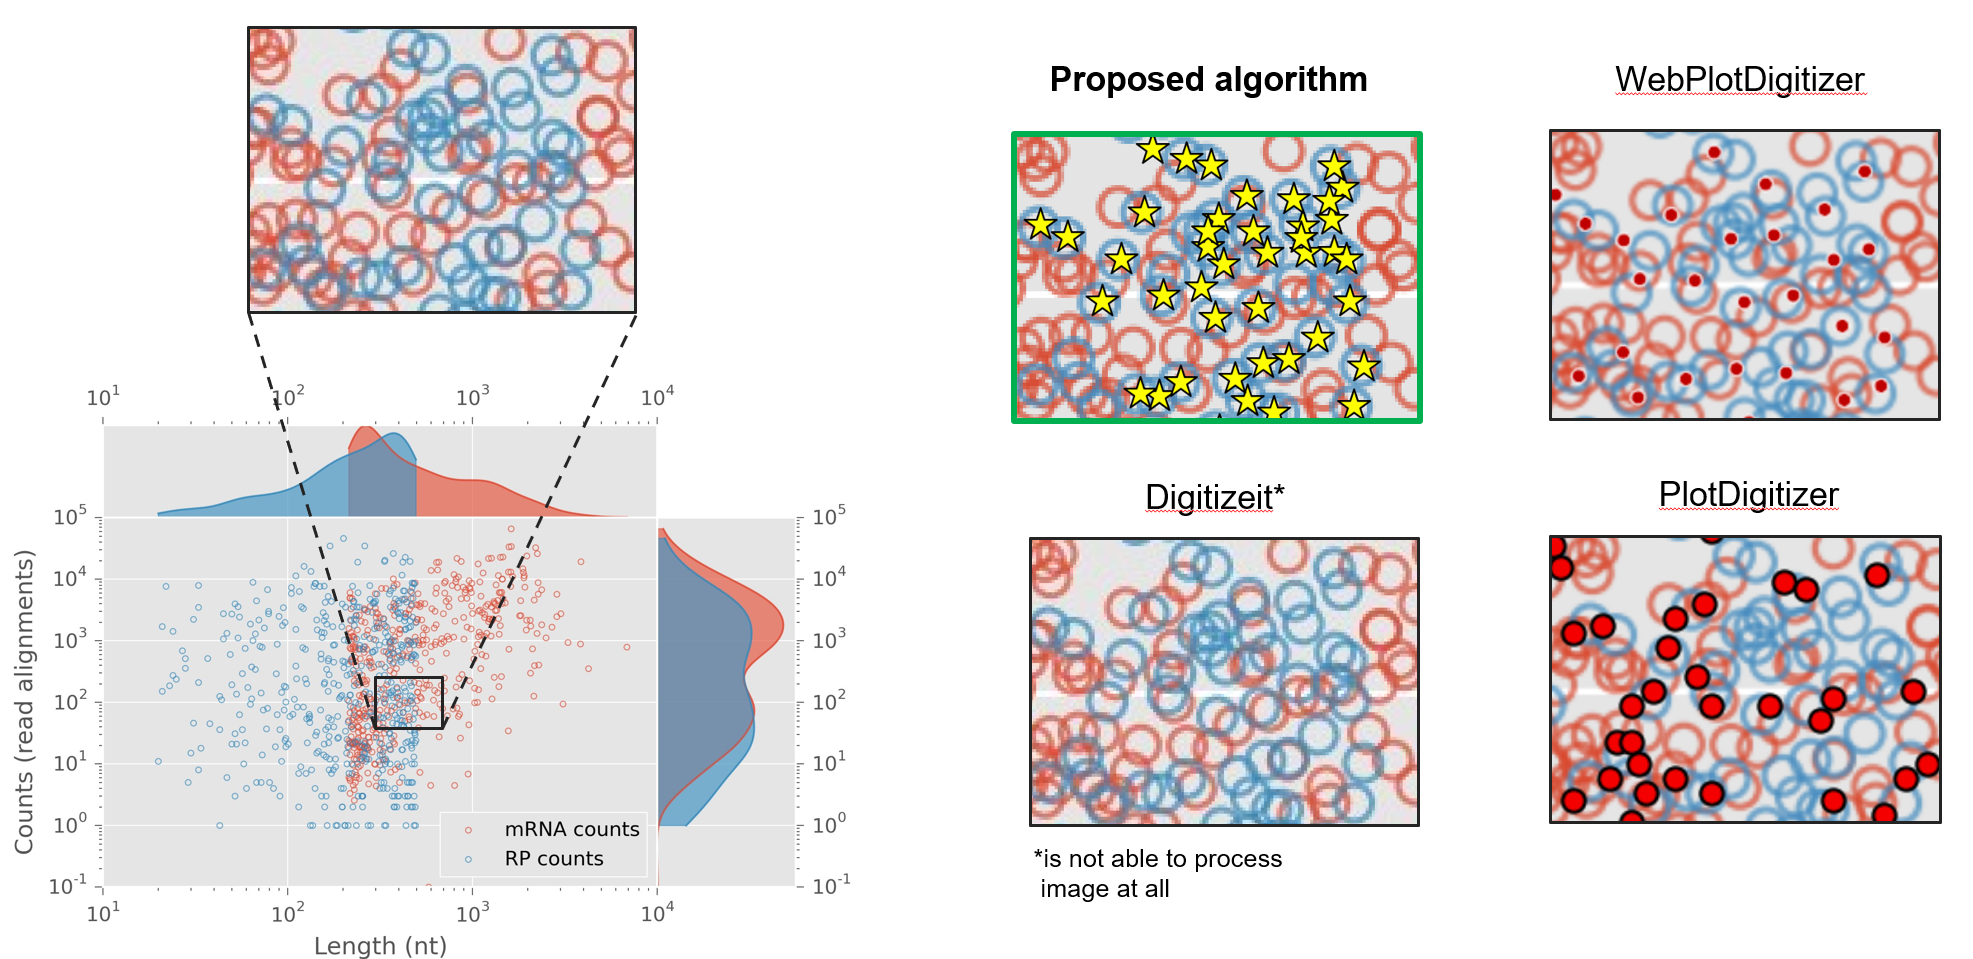 Proposed algorithm
WebPlotDigitizer
10¹ 10² 10³ 10⁴
Digitizeit*
PlotDigitizer
10⁵ 10⁵
10⁴ 10⁴
10³ 10³
10² 10²
10¹ 10¹
10⁰ 10⁰
10⁻¹ 10⁻¹
Counts (read alignments)
mRNA counts
RP counts
10¹ 10² 10³ 10⁴
Length (nt)
*is not able to process
image at all